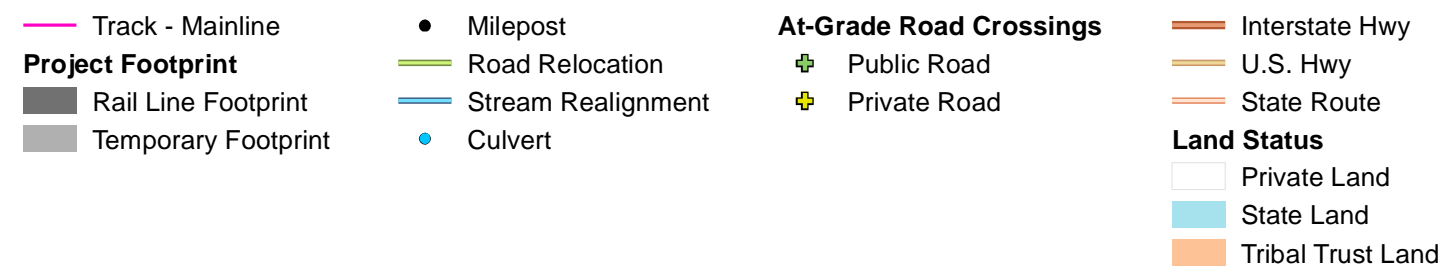 Track - Mainline
Project Footprint
Rail Line Footprint
Temporary Footprint
Milepost
Road Relocation
Stream Realignment
Culvert
At-Grade Road Crossings
Public Road
Private Road
Interstate Hwy
U.S. Hwy
State Route
Land Status
Private Land
State Land
Tribal Trust Land